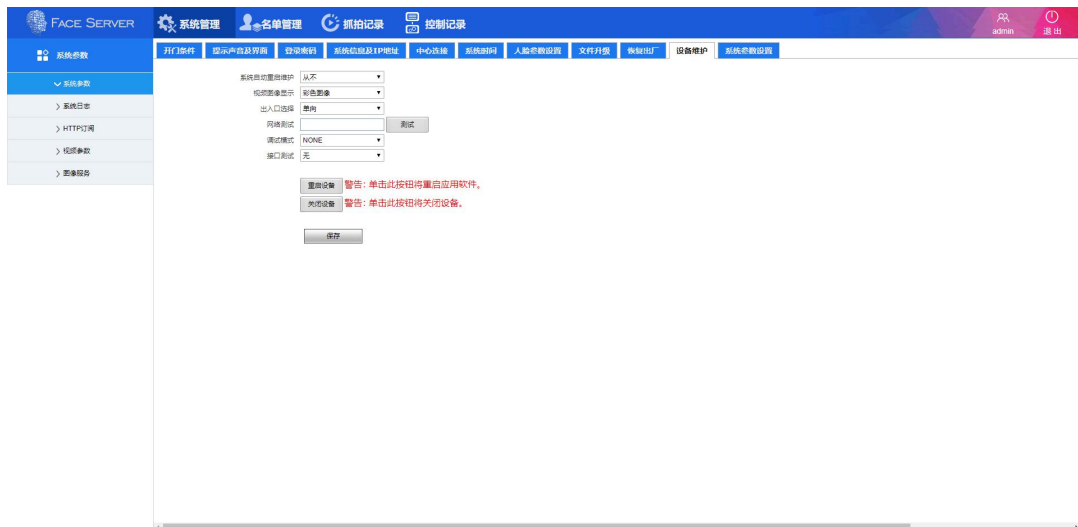 FACE SERVER 系统管理 名单管理 抓拍记录 控制记录 admin 退出
系统参数 开门条件 提示声音及界面 登录密码 系统信息及IP地址 中心连接 系统时间 人脸参数设置 文件升级 恢复出厂 设备维护 系统参数设置
系统参数
系统日志
HTTP订阅
视频参数
图像服务
系统自动重启维护 从不
视频图像显示 彩色图像
出入口选择 单向
网络测试 测试
调试模式 NONE
接口测试 无
重启设备 警告: 单击此按钮将重启应用软件。
关闭设备 警告: 单击此按钮将关闭设备。
保存